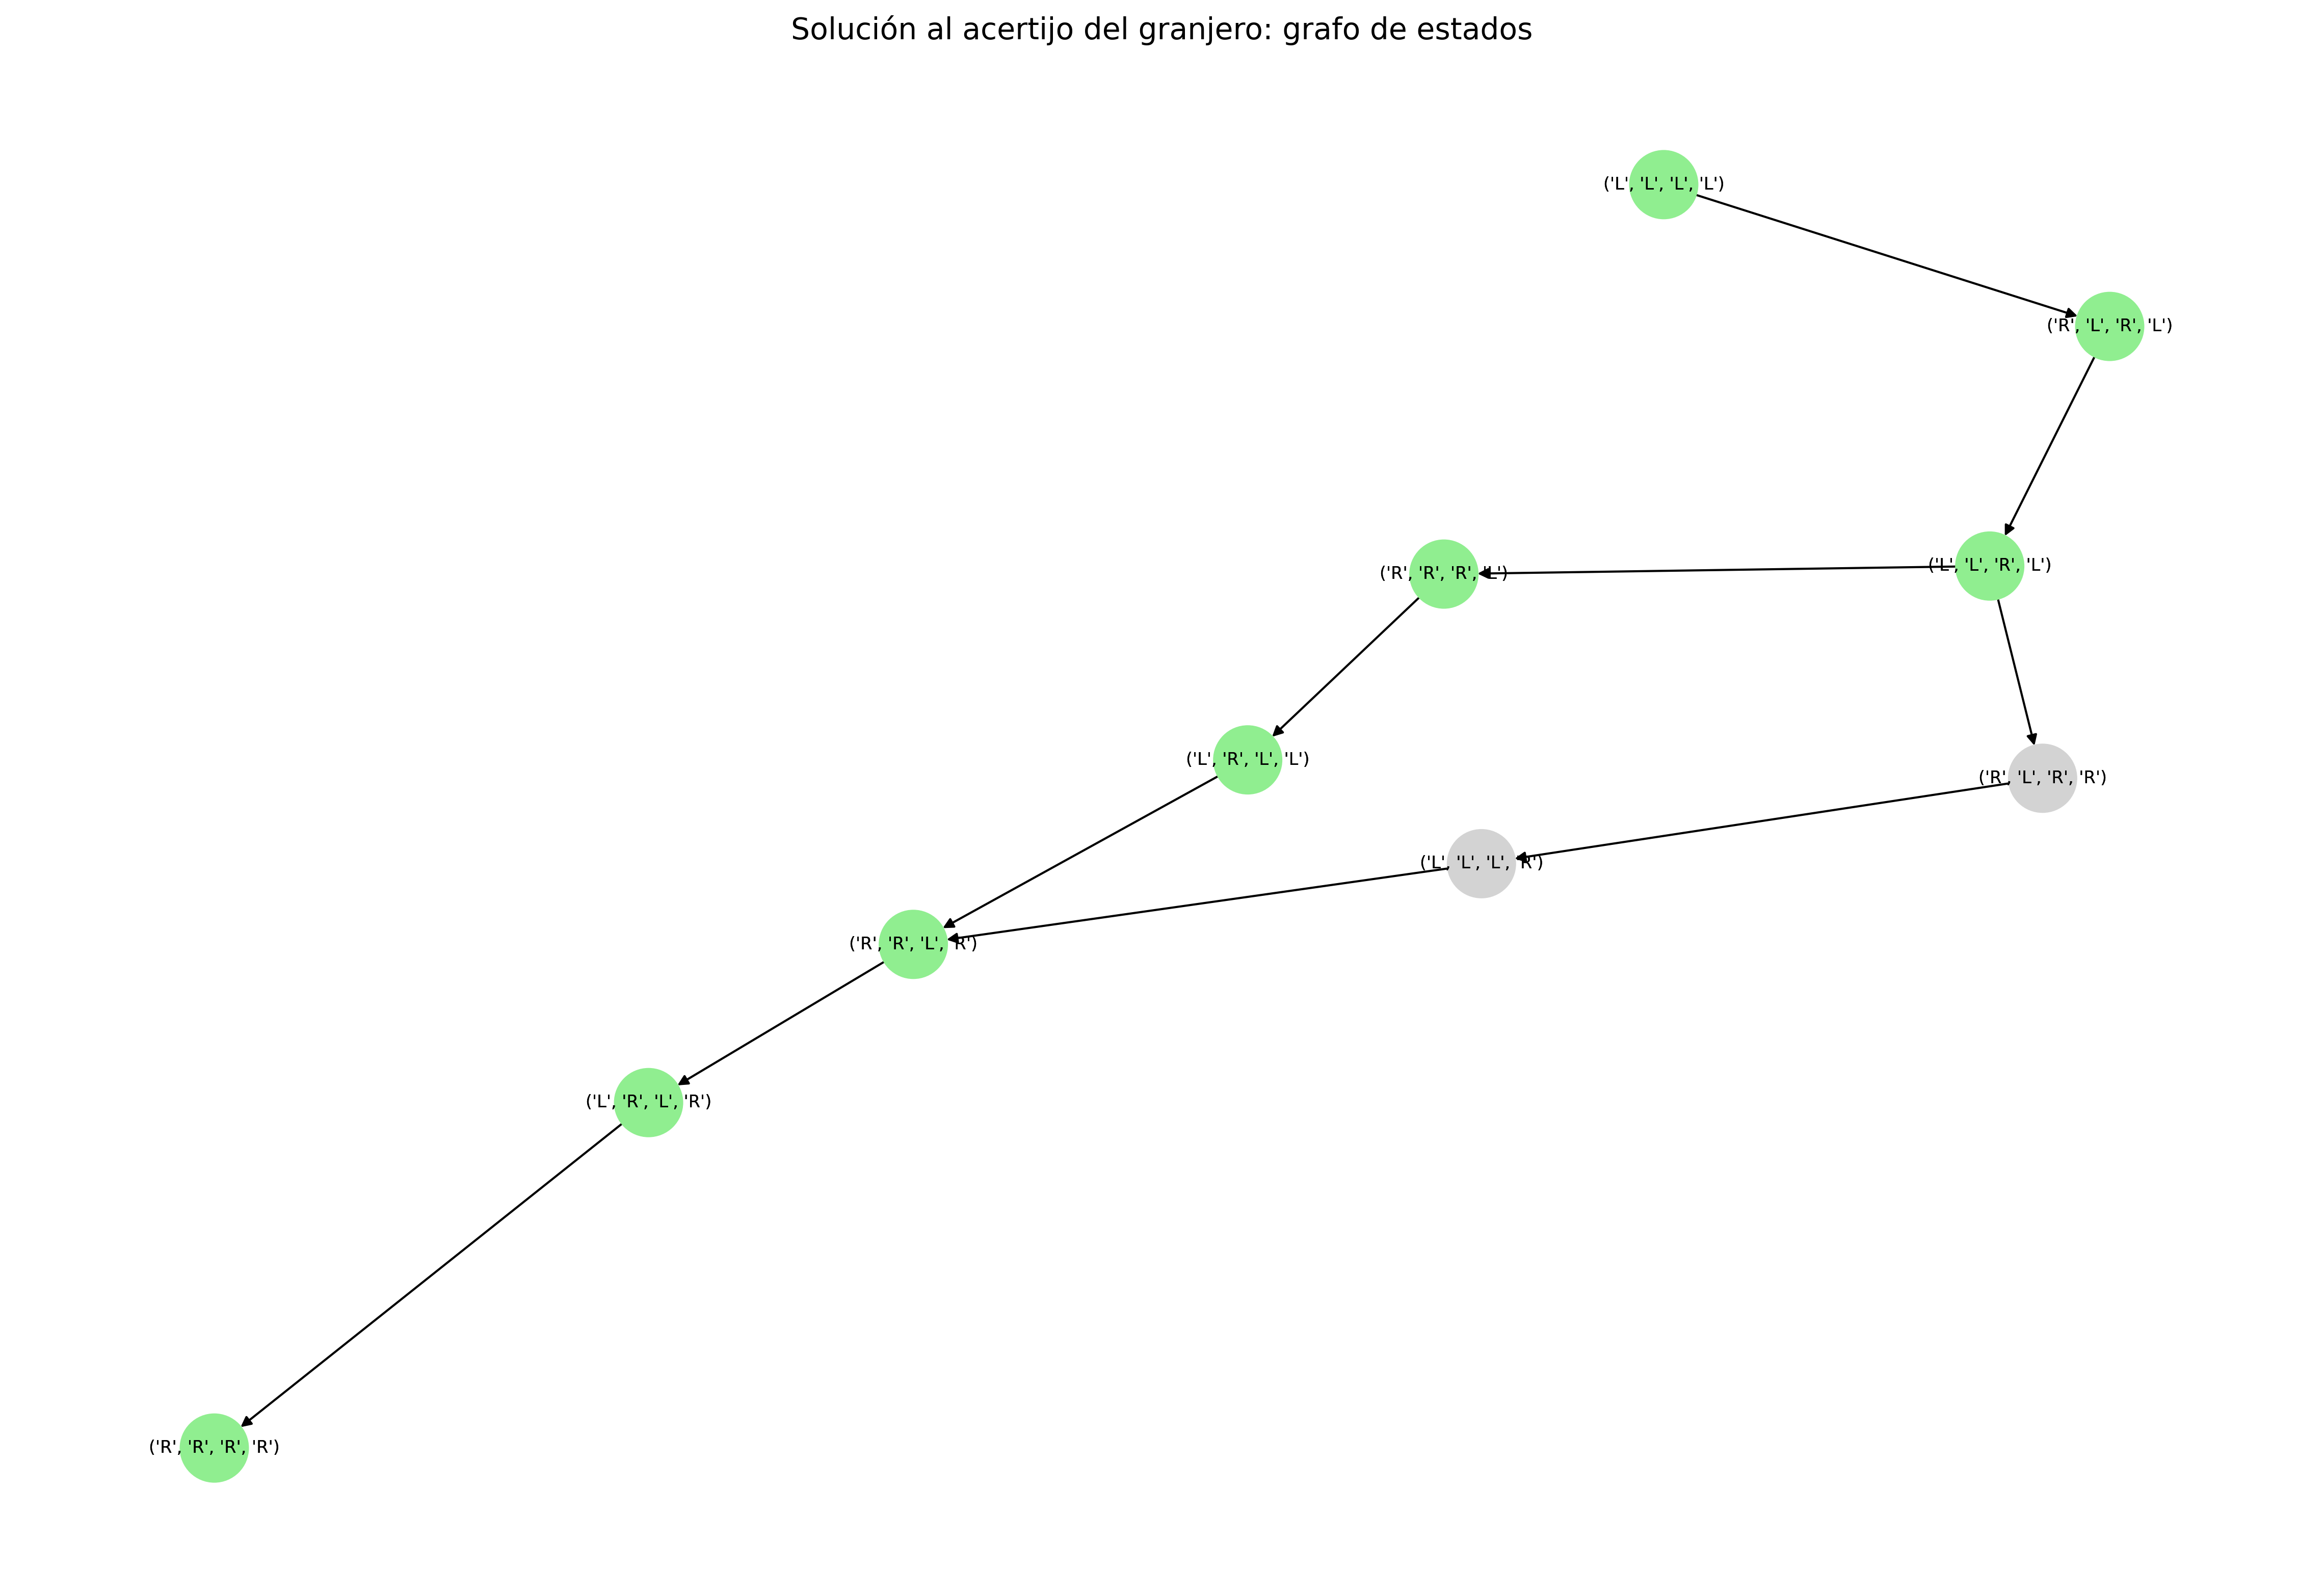 Solución al acertijo del granjero: grafo de estados
('L', 'L', 'L', 'L')
('R', 'L', 'R', 'L')
('L', 'L', 'R', 'L')
('R', 'R', 'R', 'L')
('L', 'R', 'L', 'L')
('R', 'L', 'R', 'R')
('L', 'L', 'L', 'R')
('R', 'R', 'L', 'R')
('L', 'R', 'L', 'R')
('R', 'R', 'R', 'R')